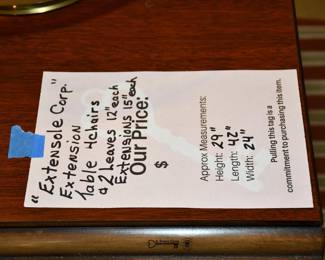 "Extensole Corp."
Extension
Table 4chairs
2 Leaves 12" each
Extensions 15" each
Our Price:
$
Approx Measurements:
Height: 29"
Length: 42"
Width: 24"
Pulling this tag is a
commitment to purchasing this item.